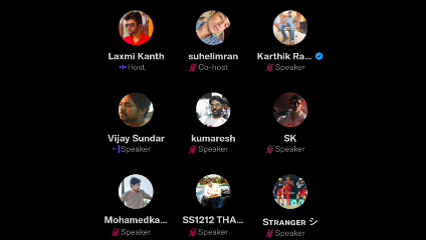 Laxmi Kanth suhelimran Karthik Ra...
Host Co-host Speaker
Vijay Sundar kumaresh SK
Speaker Speaker Speaker
Mohamedka... SS1212 THA... Sᴛʀᴀɴɢᴇʀ シ
Speaker Speaker Speaker